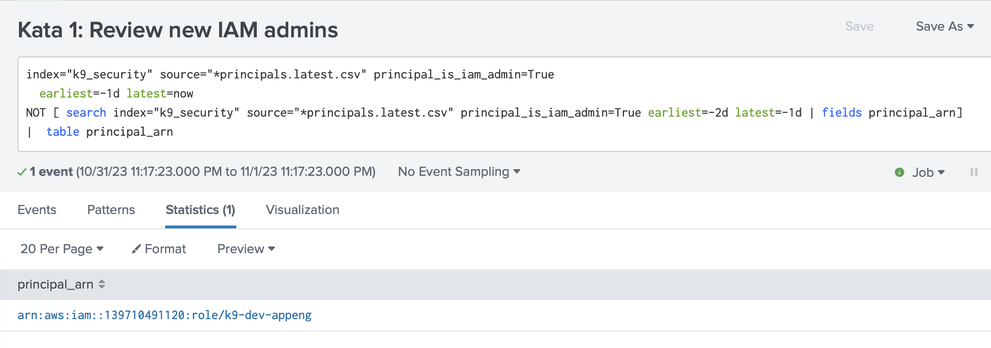 Kata 1: Review new IAM admins
Save
Save As
index="k9_security" source="*principals.latest.csv" principal_is_iam_admin=True
earliest=-1d latest=now
NOT [ search index="k9_security" source="*principals.latest.csv" principal_is_iam_admin=True earliest=-2d latest=-1d | fields principal_arn]
| table principal_arn
1 event (10/31/23 11:17:23.000 PM to 11/1/23 11:17:23.000 PM)
No Event Sampling
Job
Events
Patterns
Statistics (1)
Visualization
20 Per Page
Format
Preview
principal_arn
arn:aws:iam::139710491120:role/k9-dev-appeng